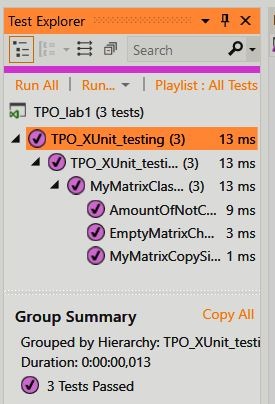 Test Explorer
Search
Run All | Run... | Playlist : All Tests
TPO_lab1 (3 tests)
TPO_XUnit_testing (3) 13 ms
TPO_XUnit_testi... (3) 13 ms
MyMatrixClas... (3) 13 ms
AmountOfNotC... 9 ms
EmptyMatrixCh... 3 ms
MyMatrixCopySi... 1 ms
Group Summary
Copy All
Grouped by Hierarchy: TPO_XUnit_testi
Duration: 0:00:00,013
3 Tests Passed